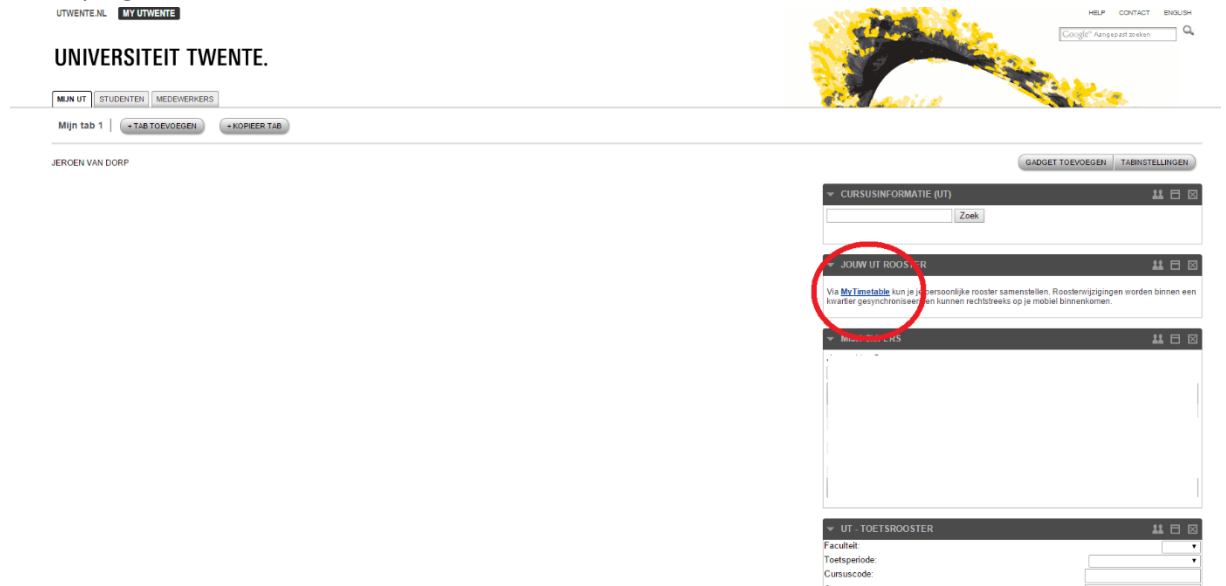 UTWENTE.NL MY UTWENTE
HELP CONTACT ENGLISH
Google™ Aangepast zoeken
UNIVERSITEIT TWENTE.
MIJN UT STUDENTEN MEDEWERKERS
Mijn tab 1 + TAB TOEVOEGEN + KOPIEER TAB
JEROEN VAN DORP
GADGET TOEVOEGEN TABINSTELLINGEN
CURSUSINFORMATIE (UT)
Zoek
JOUW UT ROOSTER
Via MyTimetable kun je je persoonlijke rooster samenstellen. Roosterwijzigingen worden binnen een
kwartier gesynchroniseerd en kunnen rechtstreeks op je mobiel binnenkomen.
UT - TOETSROOSTER
Faculteit:
Toetsperiode:
Cursuscode: